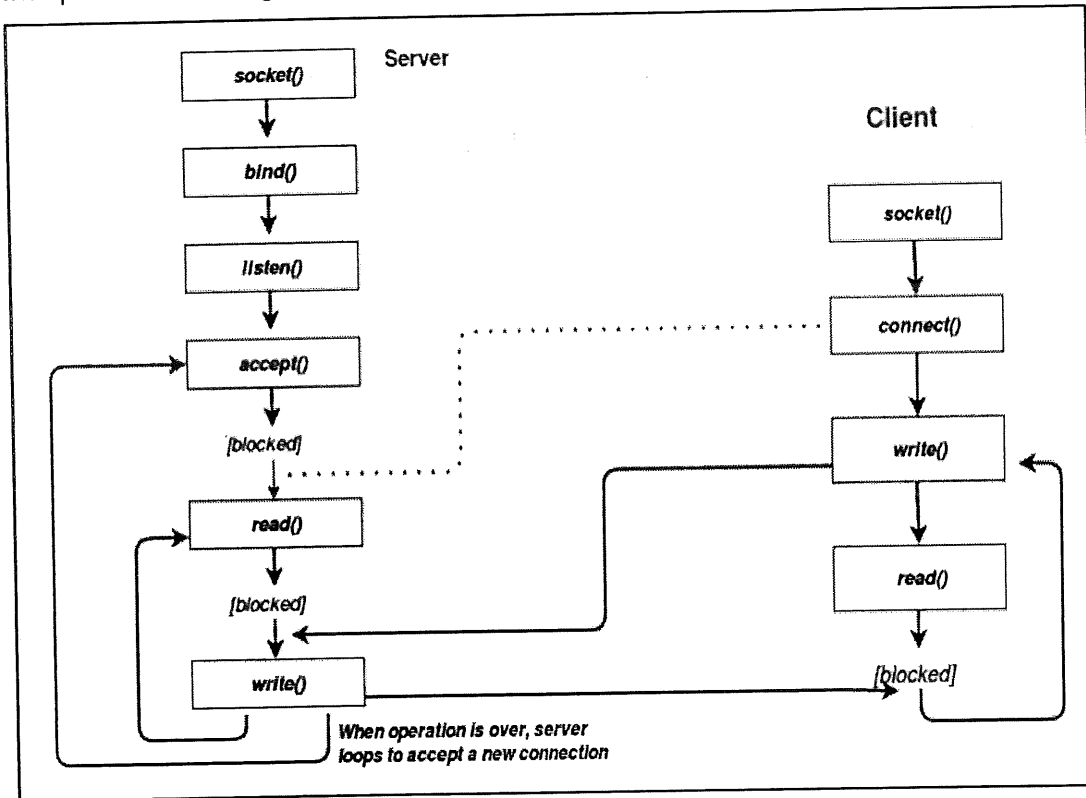 Server
socket()
bind()
listen()
accept()
[blocked]
read()
[blocked]
write()
When operation is over, server
loops to accept a new connection
Client
socket()
connect()
write()
read()
[blocked]